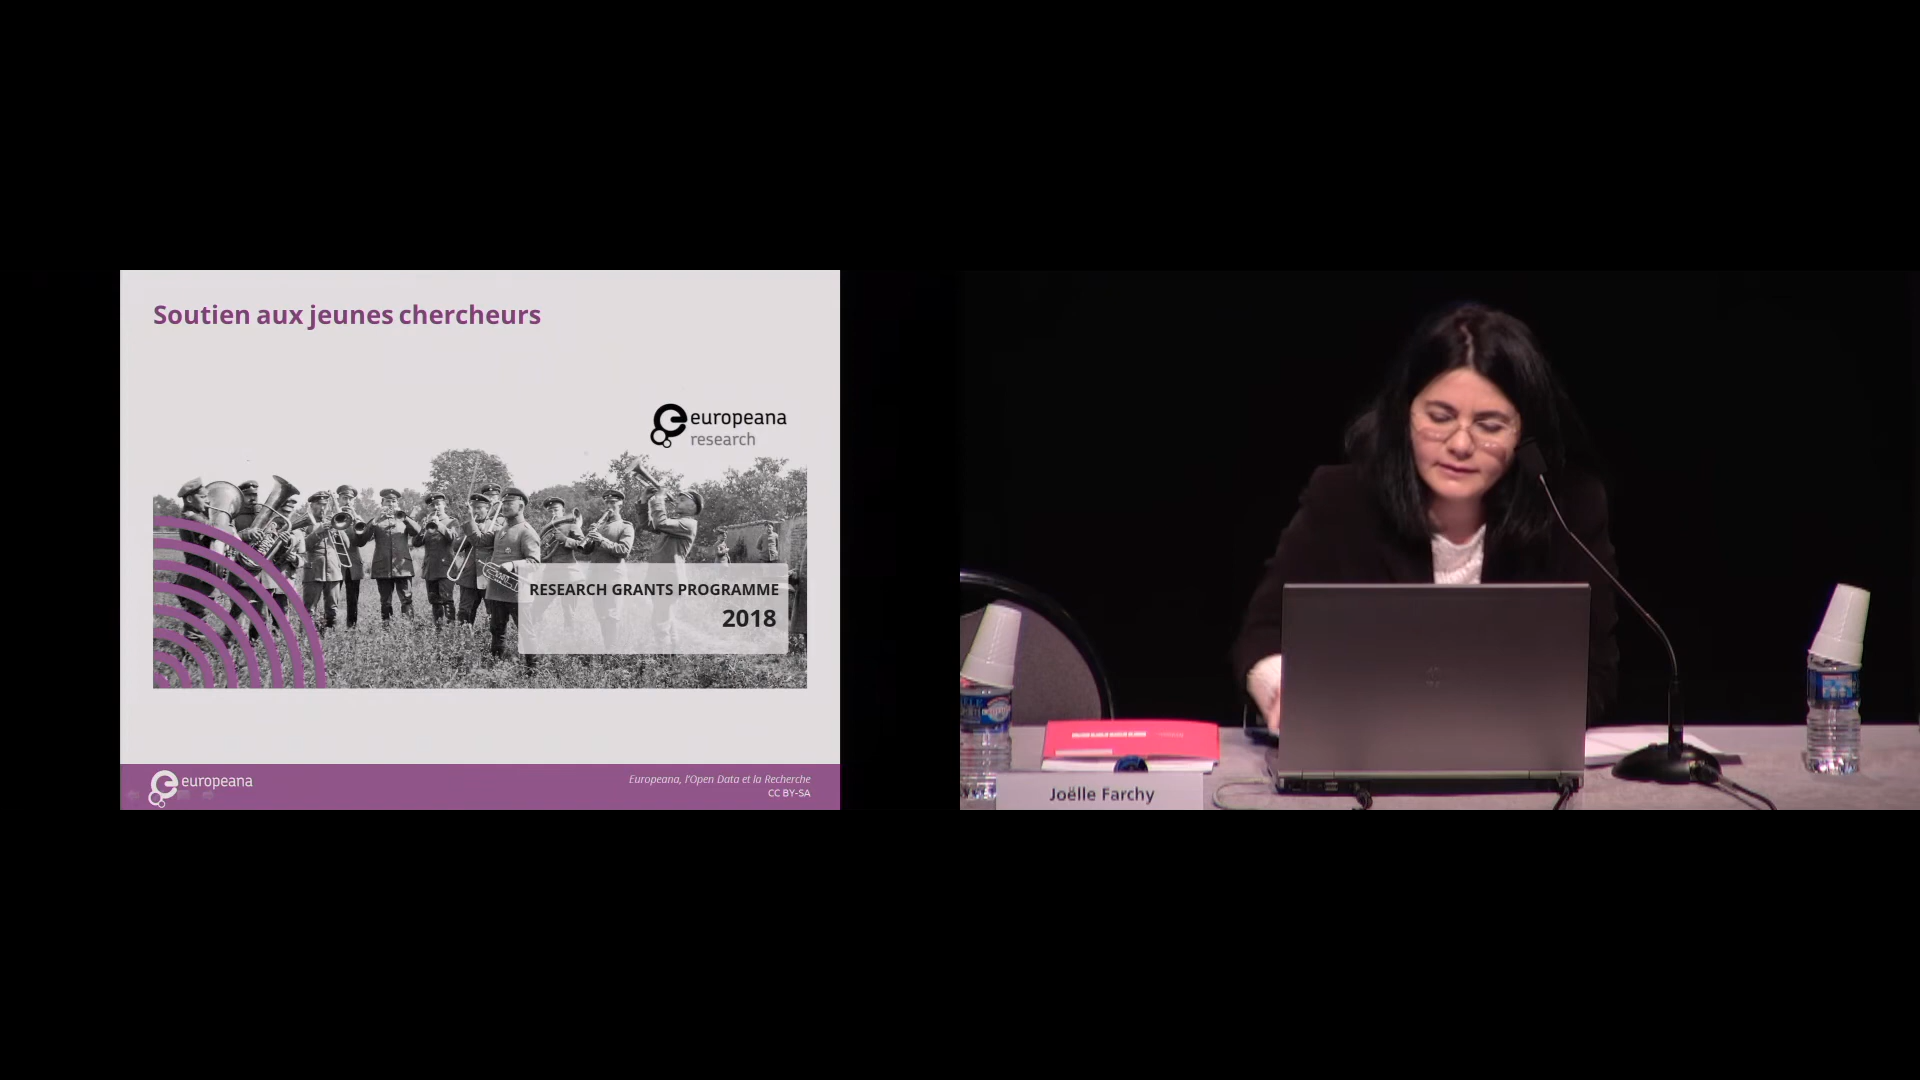 Soutien aux jeunes chercheurs
europeana
research
RESEARCH GRANTS PROGRAMME
2018
europeana
Europeana, l'Open Data et la Recherche
CC BY-SA
Joëlle Farchy